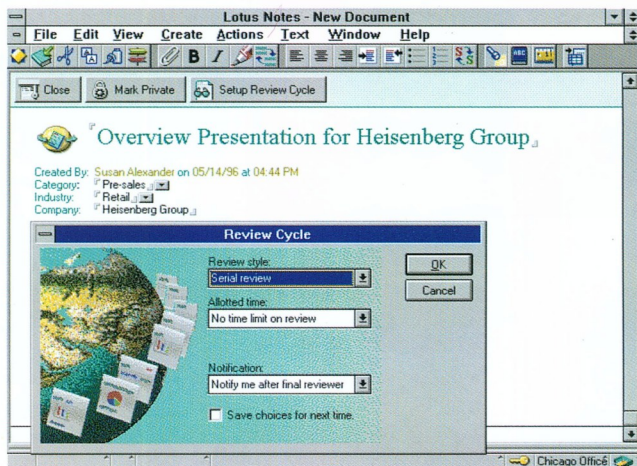 Lotus Notes - New Document
File Edit View Create Actions Text Window Help
B I
Close Mark Private Setup Review Cycle
Overview Presentation for Heisenberg Group
Created By: Susan Alexander on 05/14/96 at 04:44 PM
Category: Pre-sales
Industry: Retail
Company: Heisenberg Group
Review Cycle
Review style:
Serial review
OK
Cancel
Allotted time:
No time limit on review
Notification:
Notify me after final reviewer
Save choices for next time.
Chicago Office